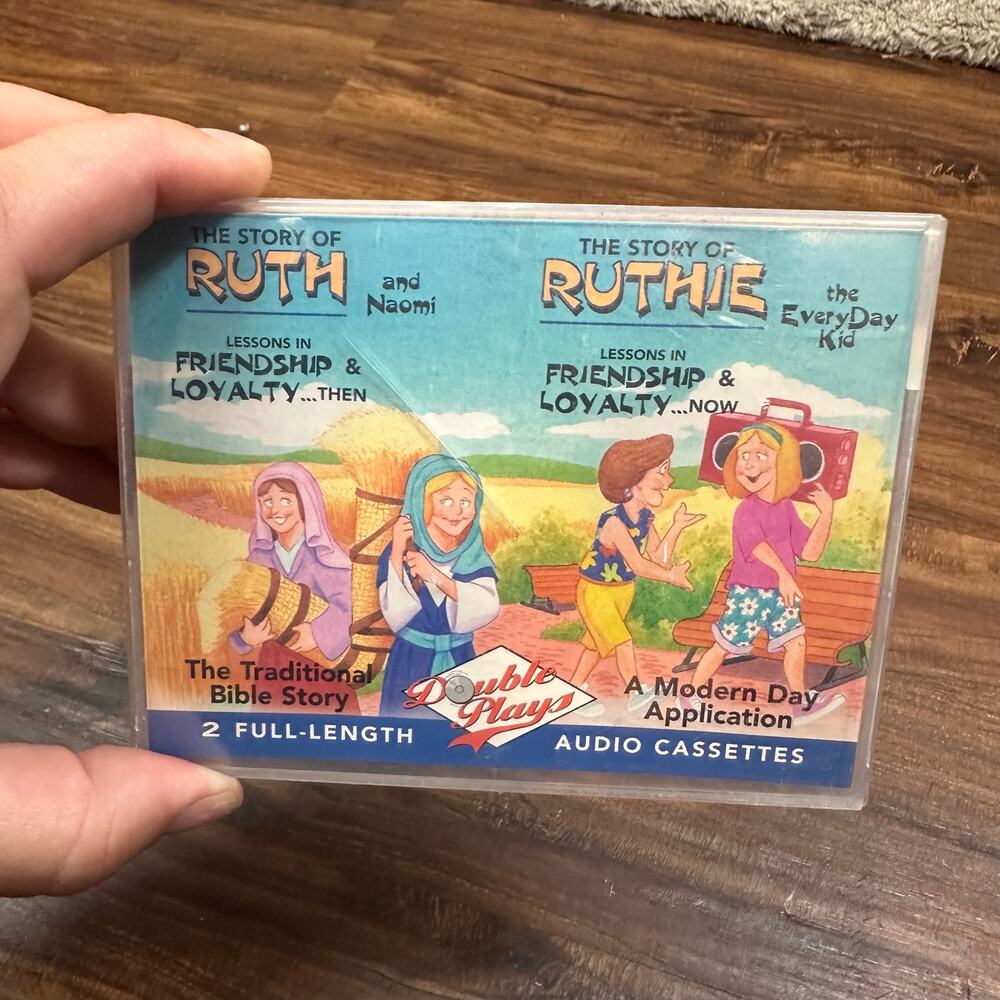 THE STORY OF
RUTH
and
Naomi
LESSONS IN
FRIENDSHIP &
LOYALTY...THEN
THE STORY OF
RUTHIE
the
EveryDay
Kid
LESSONS IN
FRIENDSHIP &
LOYALTY...NOW
The Traditional
Bible Story
Double
Plays
A Modern Day
Application
2 FULL-LENGTH
AUDIO CASSETTES